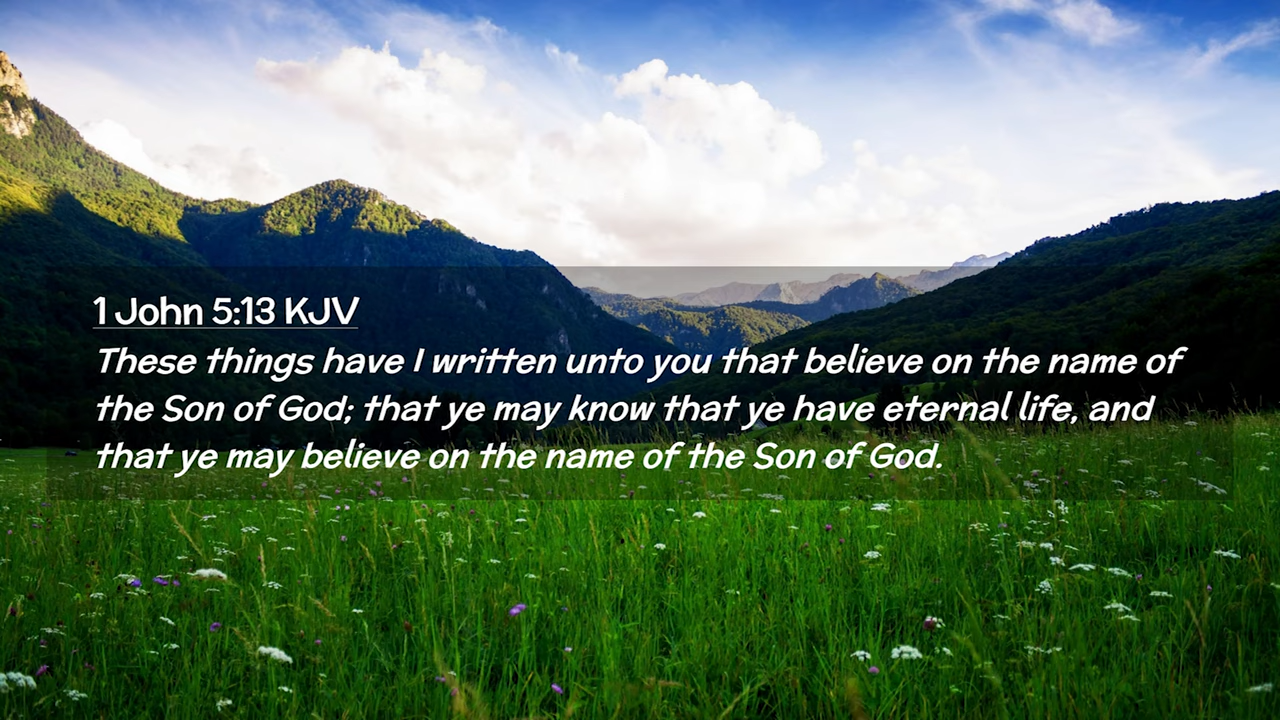 1 John 5:13 KJV
These things have I written unto you that believe on the name of
the Son of God; that ye may know that ye have eternal life, and
that ye may believe on the name of the Son of God.